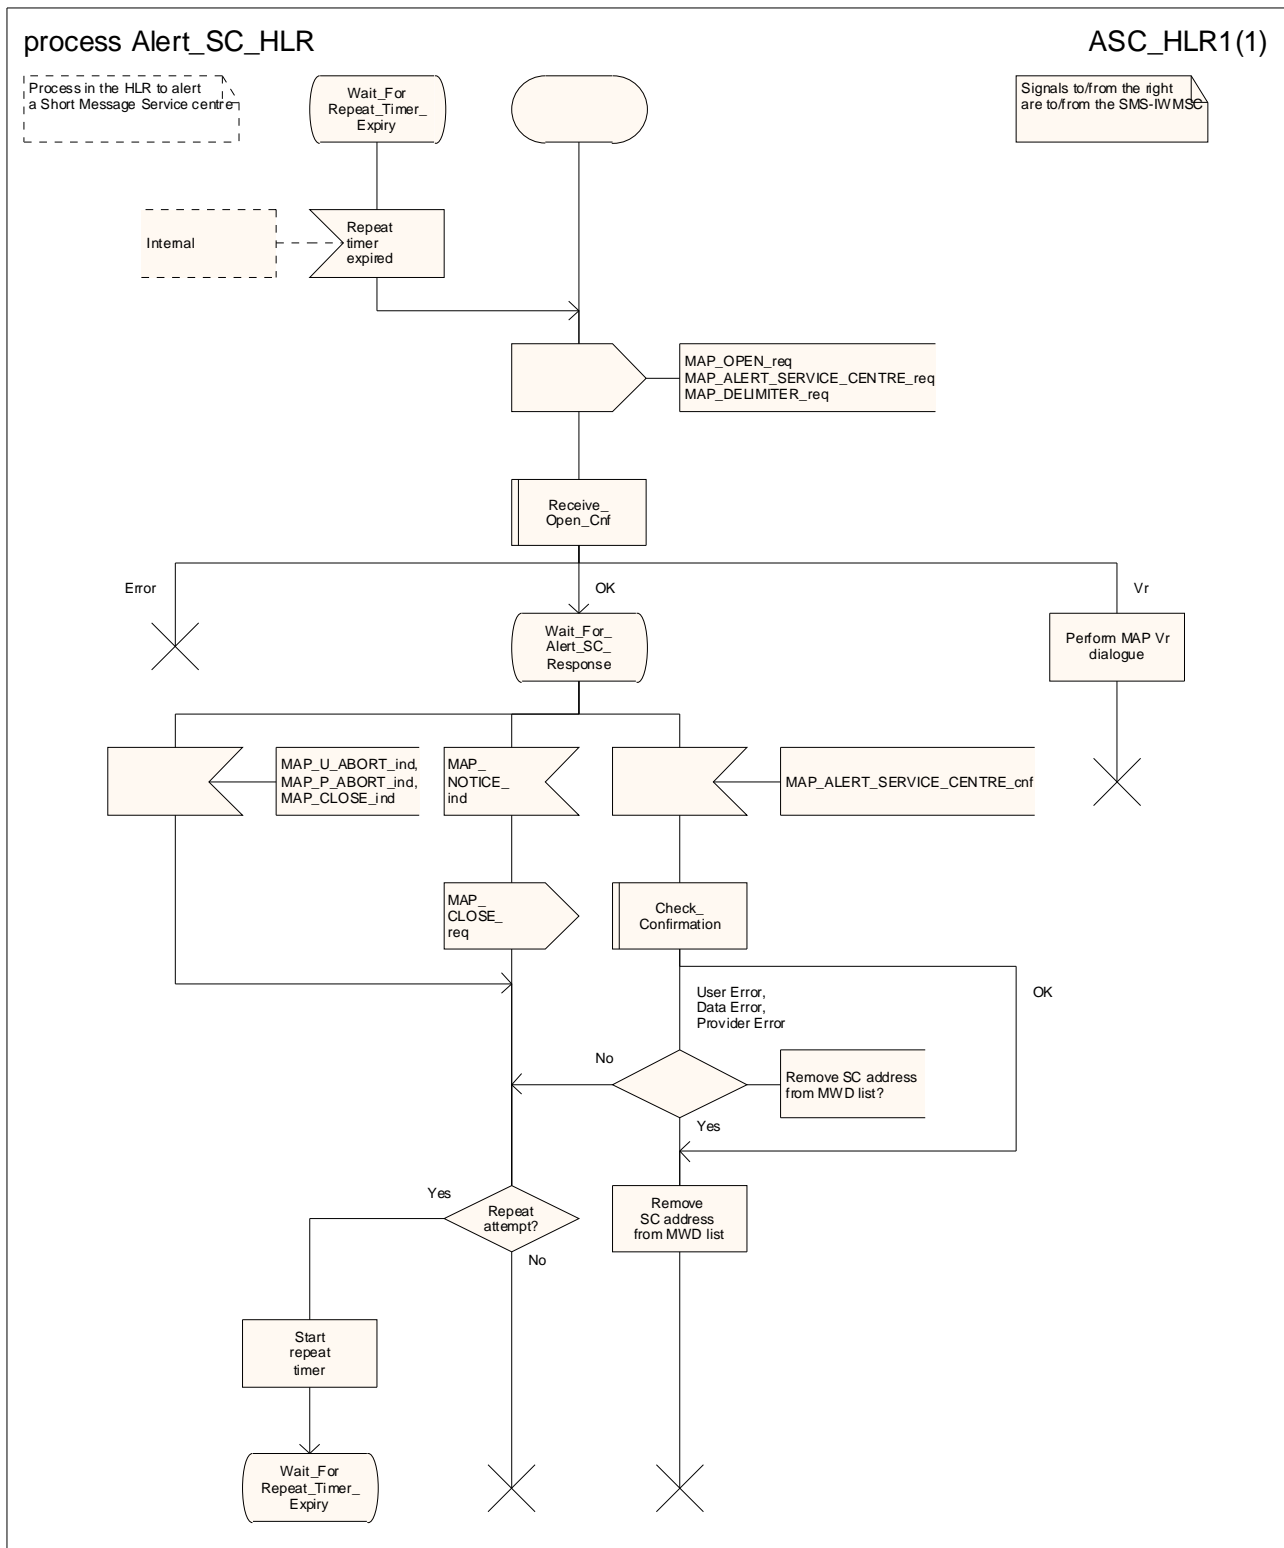 process Alert_SC_HLR
ASC_HLR1(1)
Process in the HLR to alert
a Short Message Service centre
Wait_For
Repeat_Timer_
Expiry
Signals to/from the right
are to/from the SMS-IWMSC
Internal
Repeat
timer
expired
MAP_OPEN_req
MAP_ALERT_SERVICE_CENTRE_req
MAP_DELIMITER_req
Receive_
Open_Cnf
Error
OK
Vr
Wait_For_
Alert_SC_
Response
Perform MAP Vr
dialogue
MAP_U_ABORT_ind,
MAP_P_ABORT_ind,
MAP_CLOSE_ind
MAP_
NOTICE_
ind
MAP_ALERT_SERVICE_CENTRE_cnf
MAP_
CLOSE_
req
Check_
Confirmation
User Error,
Data Error,
Provider Error
OK
No
Remove SC address
from MWD list?
Yes
Yes
Repeat
attempt?
No
Remove
SC address
from MWD list
Start
repeat
timer
Wait_For
Repeat_Timer_
Expiry